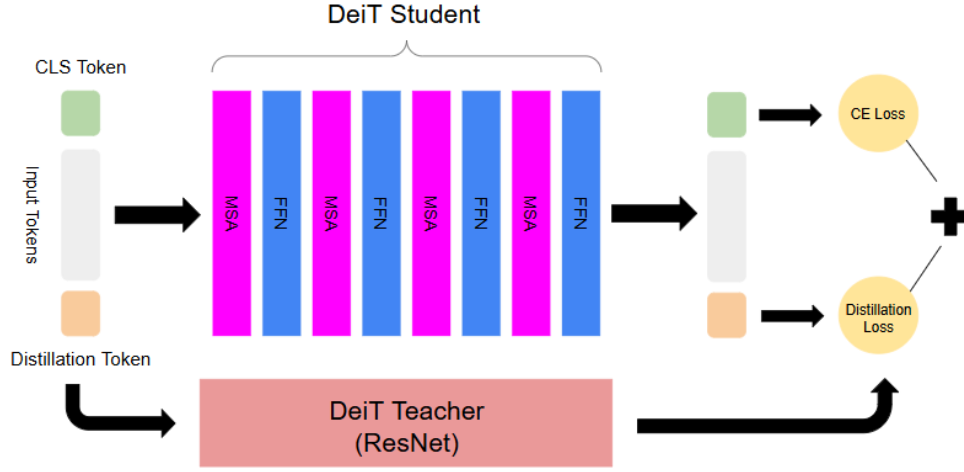 DeiT Student
CLS Token
Input Tokens
Distillation Token
MSA
FFN
MSA
FFN
MSA
FFN
MSA
FFN
CE Loss
Distillation
Loss
DeiT Teacher
(ResNet)